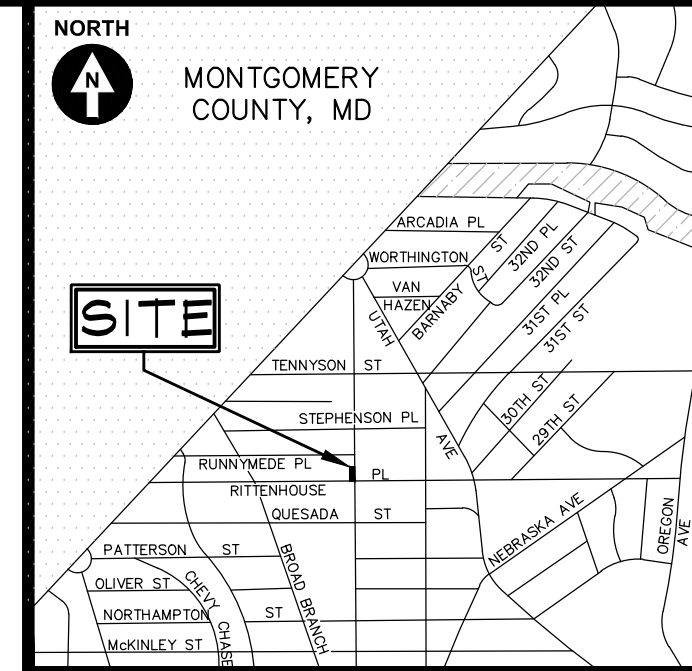 NORTH
N
MONTGOMERY
COUNTY, MD
ARCADIA PL
WORTHINGTON ST
VAN
HAZEN
BARNABY ST
32ND PL
32ND ST
31ST PL
31ST ST
UTAH AVE
SITE
TENNYSON ST
30TH ST
29TH ST
STEPHENSON PL
RUNNYMEDE PL
RITTENHOUSE PL
QUESADA ST
NEBRASKA AVE
OREGON AVE
PATTERSON ST
OLIVER ST
CHEVY CHASE
BROAD BRANCH
NORTHAMPTON ST
McKINLEY ST